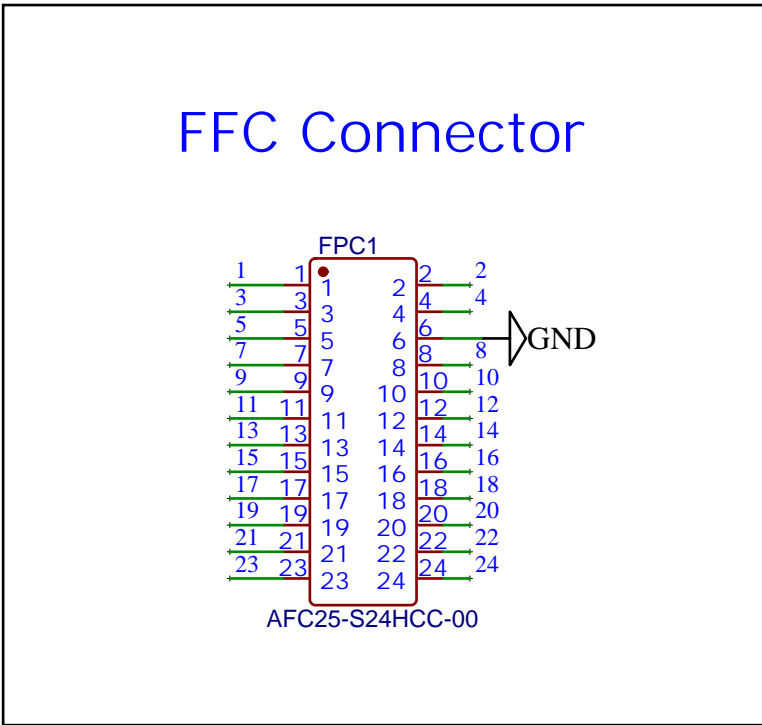 FFC Connector
FPC1
1 1 1 2 2 2
3 3 3 4 4 4
5 5 5 6 6 GND
7 7 7 8 8 8
9 9 9 10 10 10
11 11 11 12 12 12
13 13 13 14 14 14
15 15 15 16 16 16
17 17 17 18 18 18
19 19 19 20 20 20
21 21 21 22 22 22
23 23 23 24 24 24
AFC25-S24HCC-00